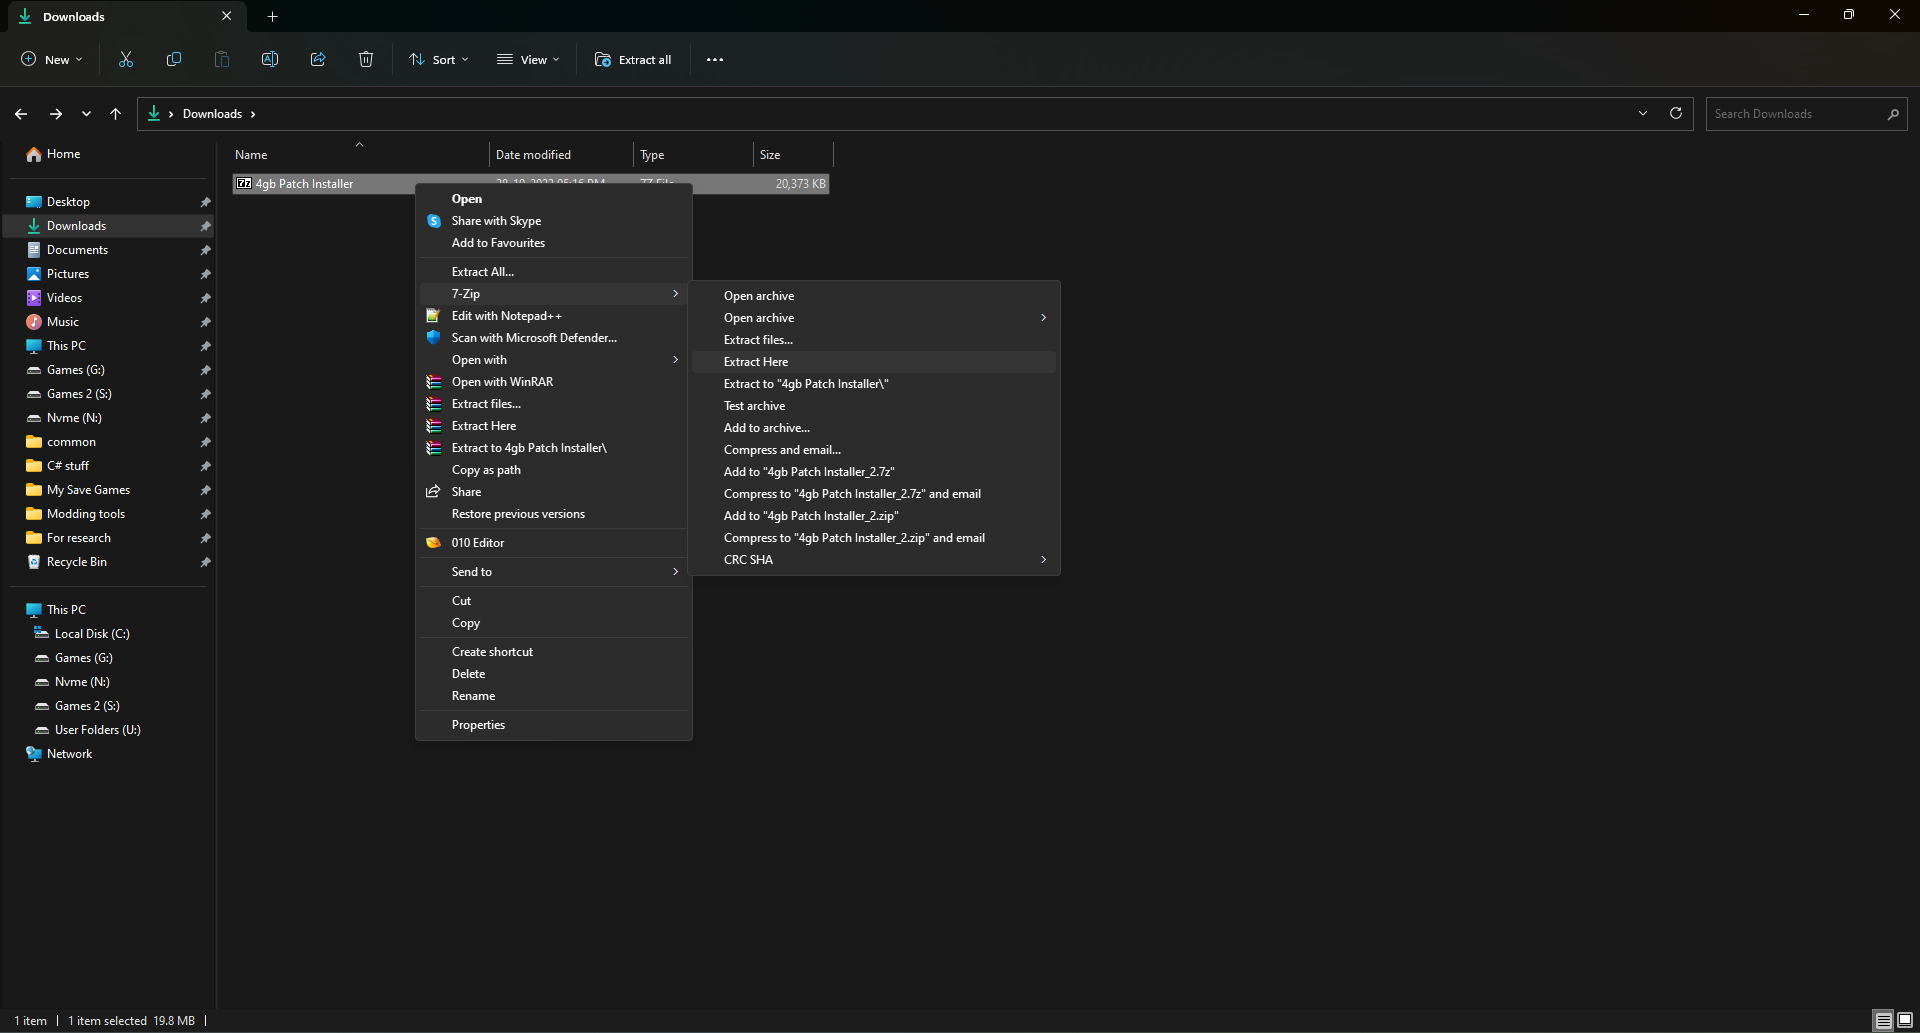 Downloads
New
Sort
View
Extract all
Downloads
Search Downloads
Home
Desktop
Downloads
Documents
Pictures
Videos
Music
This PC
Games (G:)
Games 2 (S:)
Nvme (N:)
common
C# stuff
My Save Games
Modding tools
For research
Recycle Bin
This PC
Local Disk (C:)
Games (G:)
Nvme (N:)
Games 2 (S:)
User Folders (U:)
Network
Name Date modified Type Size
4gb Patch Installer 20,373 KB
Open
Share with Skype
Add to Favourites
Extract All...
7-Zip
Edit with Notepad++
Scan with Microsoft Defender...
Open with
Open with WinRAR
Extract files...
Extract Here
Extract to 4gb Patch Installer\
Copy as path
Share
Restore previous versions
010 Editor
Send to
Cut
Copy
Create shortcut
Delete
Rename
Properties
Open archive
Open archive
Extract files...
Extract Here
Extract to "4gb Patch Installer\"
Test archive
Add to archive...
Compress and email...
Add to "4gb Patch Installer_2.7z"
Compress to "4gb Patch Installer_2.7z" and email
Add to "4gb Patch Installer_2.zip"
Compress to "4gb Patch Installer_2.zip" and email
CRC SHA
1 item 1 item selected 19.8 MB